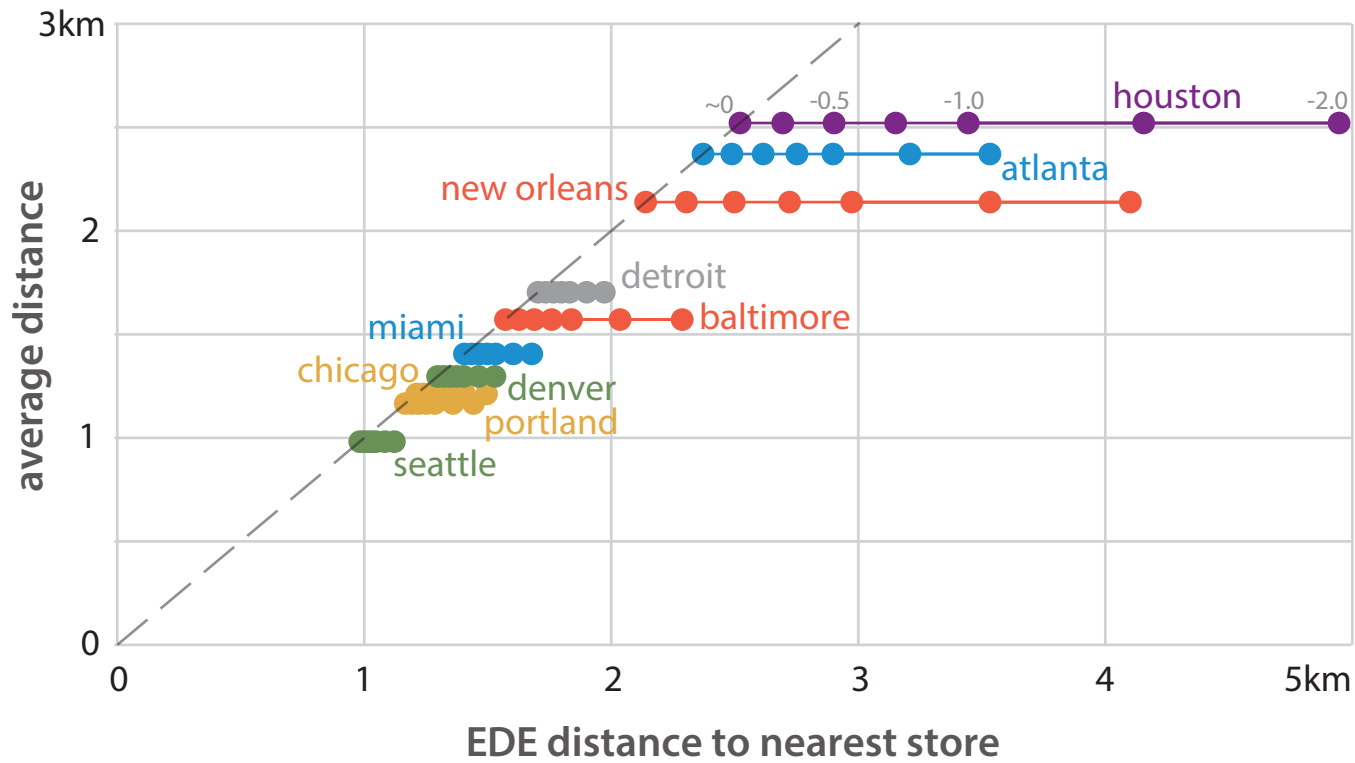 3km
houston
~0
-0.5
-1.0
-2.0
atlanta
new orleans
2
detroit
baltimore
miami
chicago
denver
portland
1
seattle
0
average distance
0
1
2
3
4
5km
EDE distance to nearest store